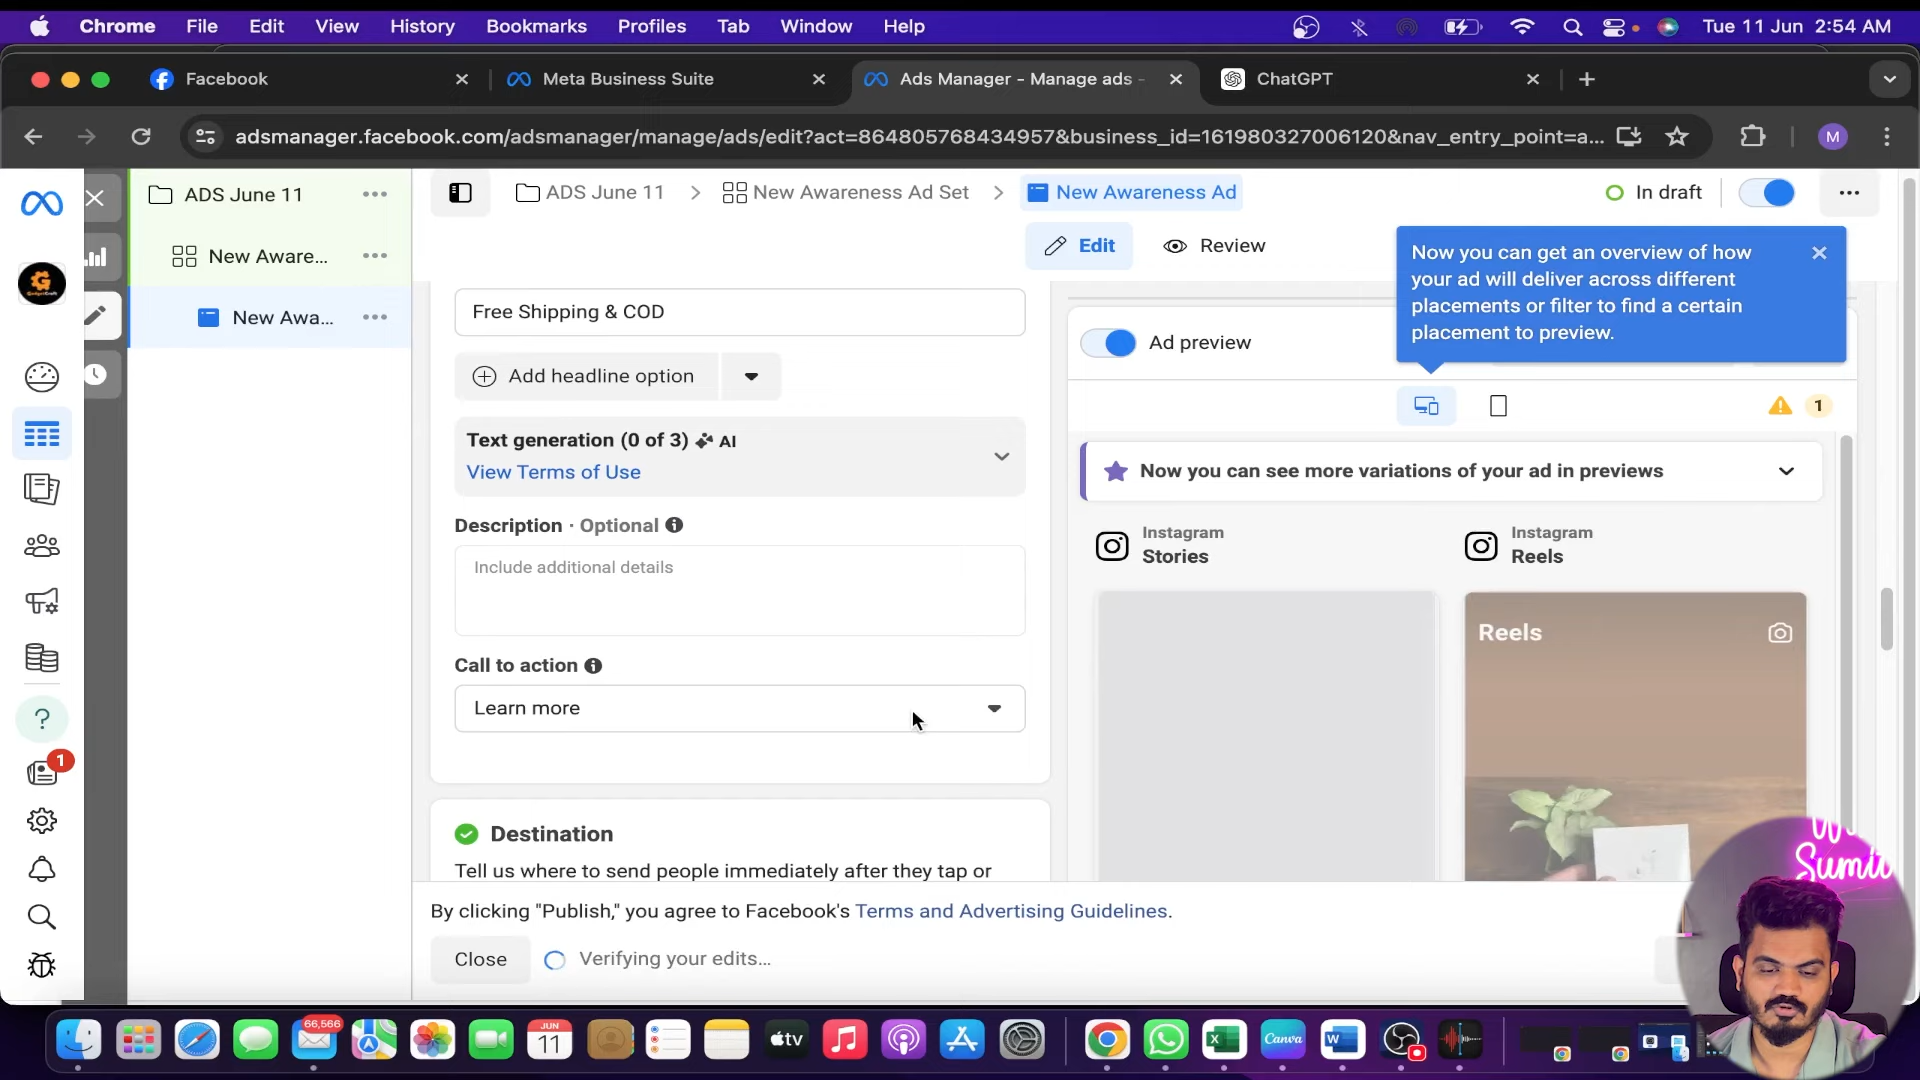 Chrome File Edit View History Bookmarks Profiles Tab Window Help Tue 11 Jun 2:54 AM
Facebook Meta Business Suite Ads Manager - Manage ads - ChatGPT
adsmanager.facebook.com/adsmanager/manage/ads/edit?act=864805768434957&business_id=161980327006120&nav_entry_point=a... M
ADS June 11
New Aware...
New Awa...
ADS June 11 > New Awareness Ad Set > New Awareness Ad In draft
Edit Review
Now you can get an overview of how
your ad will deliver across different
placements or filter to find a certain
placement to preview.
Free Shipping & COD
Ad preview
Add headline option
1
Text generation (0 of 3) AI
View Terms of Use
Now you can see more variations of your ad in previews
Description · Optional
Include additional details
Instagram
Stories
Instagram
Reels
Reels
Call to action
Learn more
1
Destination
Tell us where to send people immediately after they tap or
By clicking "Publish," you agree to Facebook's Terms and Advertising Guidelines.
Close Verifying your edits...
66,566
JUN
11
tv
Canva